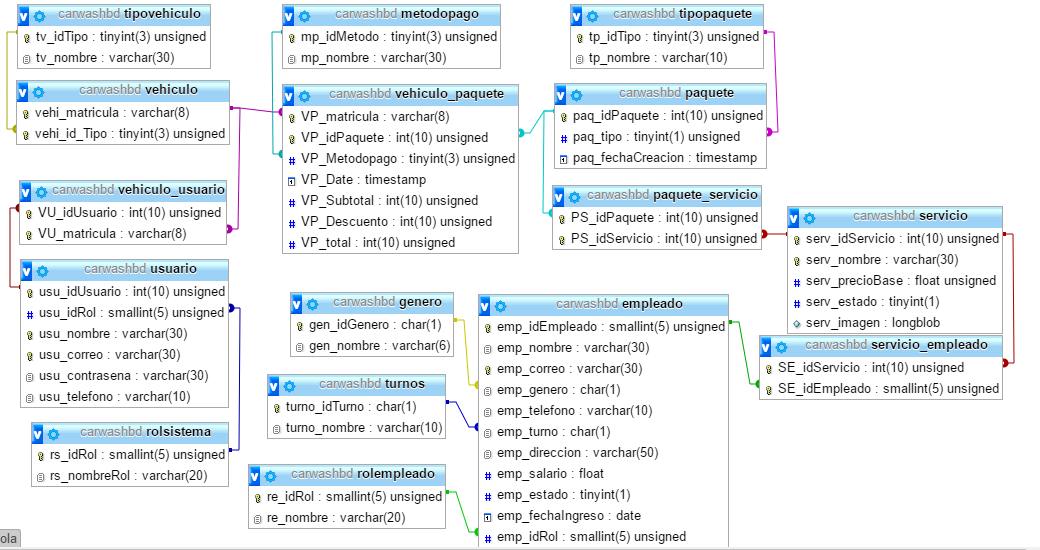 v carwashbd tipovehiculo
tv_idTipo : tinyint(3) unsigned
tv_nombre : varchar(30)
v carwashbd metodopago
mp_idMetodo : tinyint(3) unsigned
mp_nombre : varchar(30)
v carwashbd tipopaquete
tp_idTipo : tinyint(3) unsigned
tp_nombre : varchar(10)
v carwashbd vehiculo
vehi_matricula : varchar(8)
vehi_id_Tipo : tinyint(3) unsigned
v carwashbd vehiculo_paquete
VP_matricula : varchar(8)
VP_idPaquete : int(10) unsigned
# VP_Metodopago : tinyint(3) unsigned
VP_Date : timestamp
# VP_Subtotal : int(10) unsigned
# VP_Descuento : int(10) unsigned
# VP_total : int(10) unsigned
v carwashbd paquete
paq_idPaquete : int(10) unsigned
# paq_tipo : tinyint(1) unsigned
paq_fechaCreacion : timestamp
v carwashbd vehiculo_usuario
VU_idUsuario : int(10) unsigned
VU_matricula : varchar(8)
v carwashbd paquete_servicio
PS_idPaquete : int(10) unsigned
PS_idServicio : int(10) unsigned
v carwashbd servicio
serv_idServicio : int(10) unsigned
serv_nombre : varchar(30)
# serv_precioBase : float unsigned
# serv_estado : tinyint(1)
serv_imagen : longblob
v carwashbd usuario
usu_idUsuario : int(10) unsigned
# usu_idRol : smallint(5) unsigned
usu_nombre : varchar(30)
usu_correo : varchar(30)
usu_contrasena : varchar(30)
usu_telefono : varchar(10)
v carwashbd genero
gen_idGenero : char(1)
gen_nombre : varchar(6)
v carwashbd empleado
emp_idEmpleado : smallint(5) unsigned
emp_nombre : varchar(30)
emp_correo : varchar(30)
emp_genero : char(1)
emp_telefono : varchar(10)
emp_turno : char(1)
emp_direccion : varchar(50)
# emp_salario : float
# emp_estado : tinyint(1)
emp_fechaIngreso : date
# emp_idRol : smallint(5) unsigned
v carwashbd servicio_empleado
SE_idServicio : int(10) unsigned
SE_idEmpleado : smallint(5) unsigned
v carwashbd turnos
turno_idTurno : char(1)
turno_nombre : varchar(10)
v carwashbd rolsistema
rs_idRol : smallint(5) unsigned
rs_nombreRol : varchar(20)
v carwashbd rolempleado
re_idRol : smallint(5) unsigned
re_nombre : varchar(20)
ola